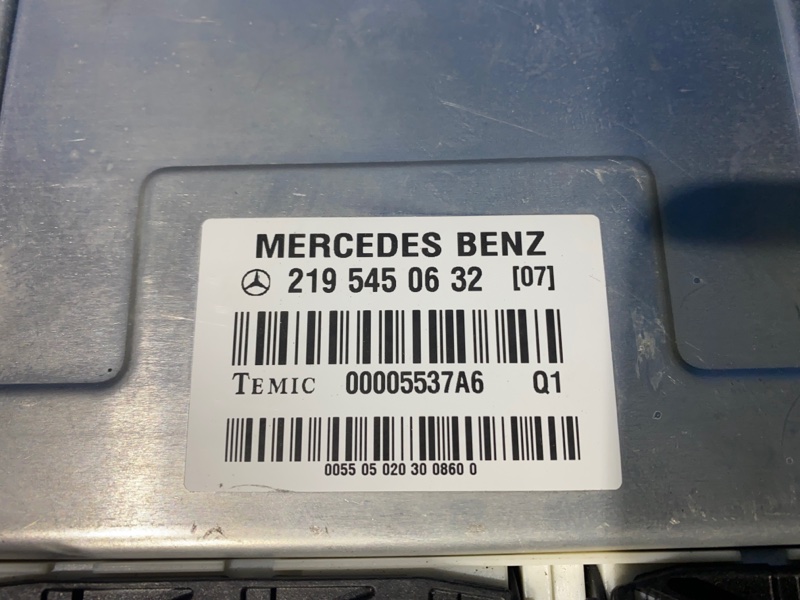 MERCEDES BENZ
219 545 06 32 [07]
TEMIC 00005537A6 Q1
0055 05 020 30 0860 0